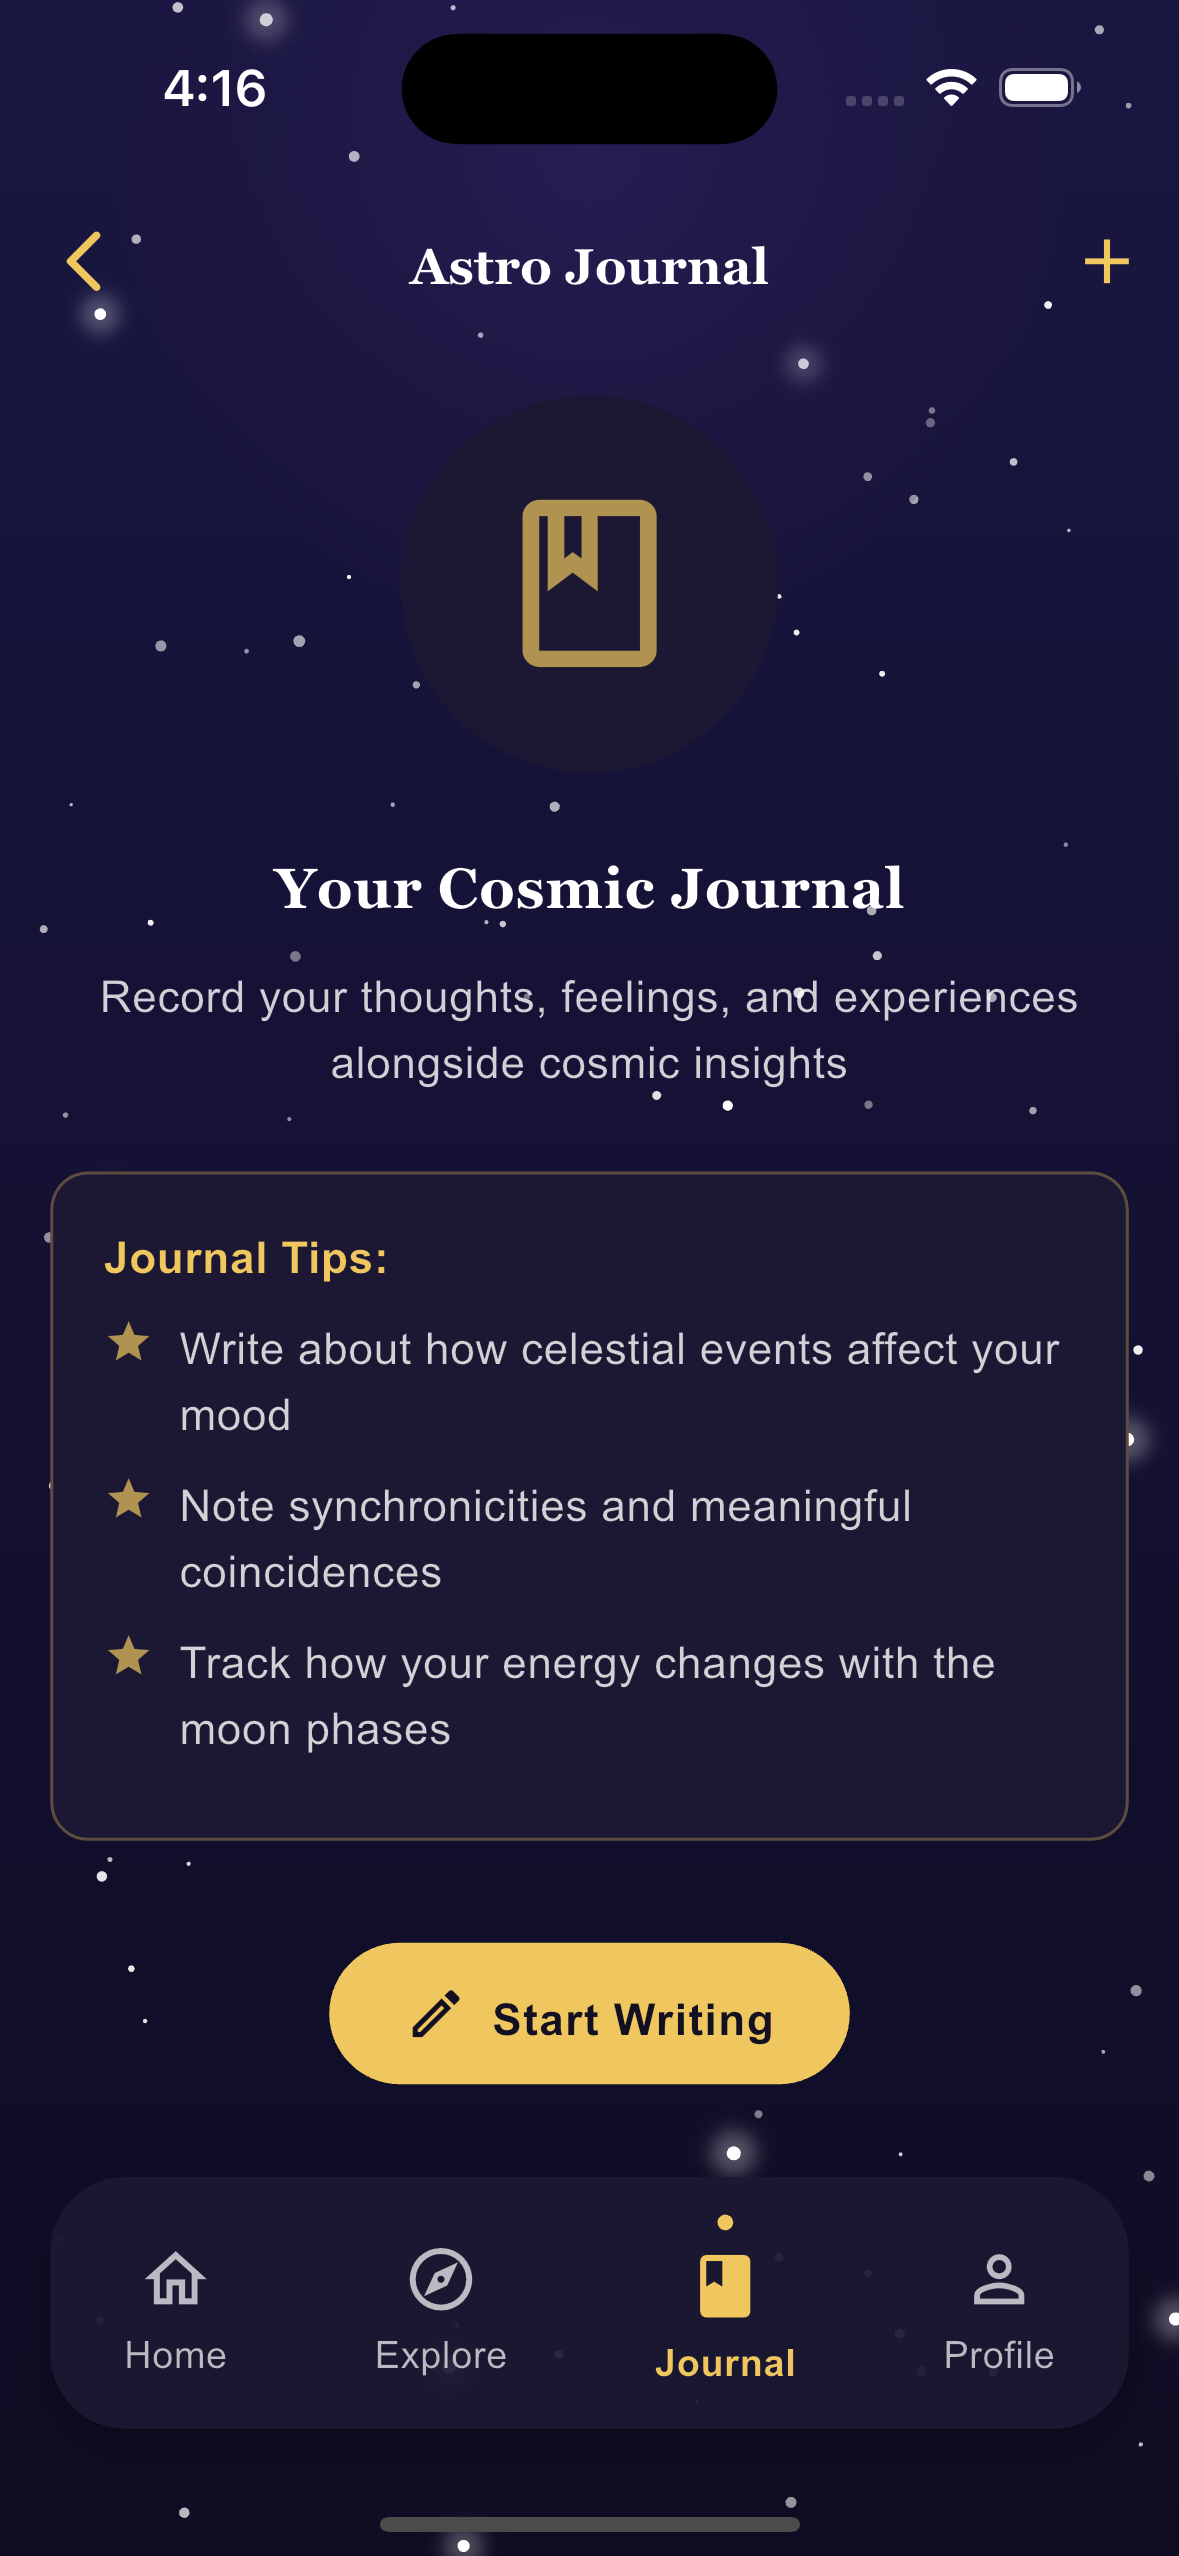 4:16
Astro Journal
Your Cosmic Journal
Record your thoughts, feelings, and experiences
alongside cosmic insights
Journal Tips:
Write about how celestial events affect your
mood
Note synchronicities and meaningful
coincidences
Track how your energy changes with the
moon phases
Start Writing
Home
Explore
Journal
Profile